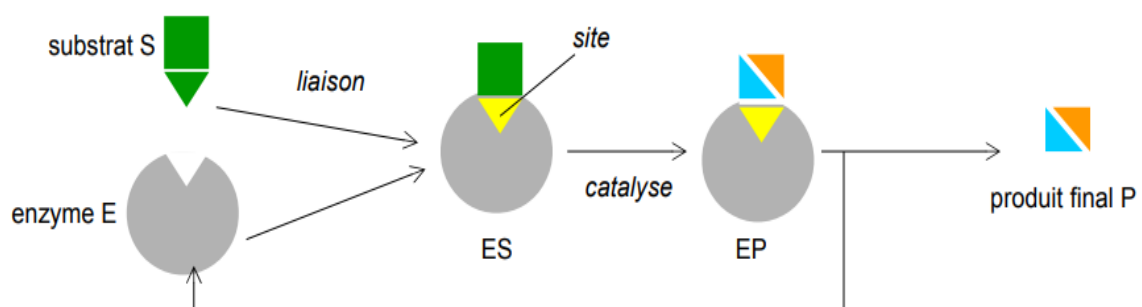 substrat S
liaison
site
enzyme E
catalyse
produit final P
ES
EP